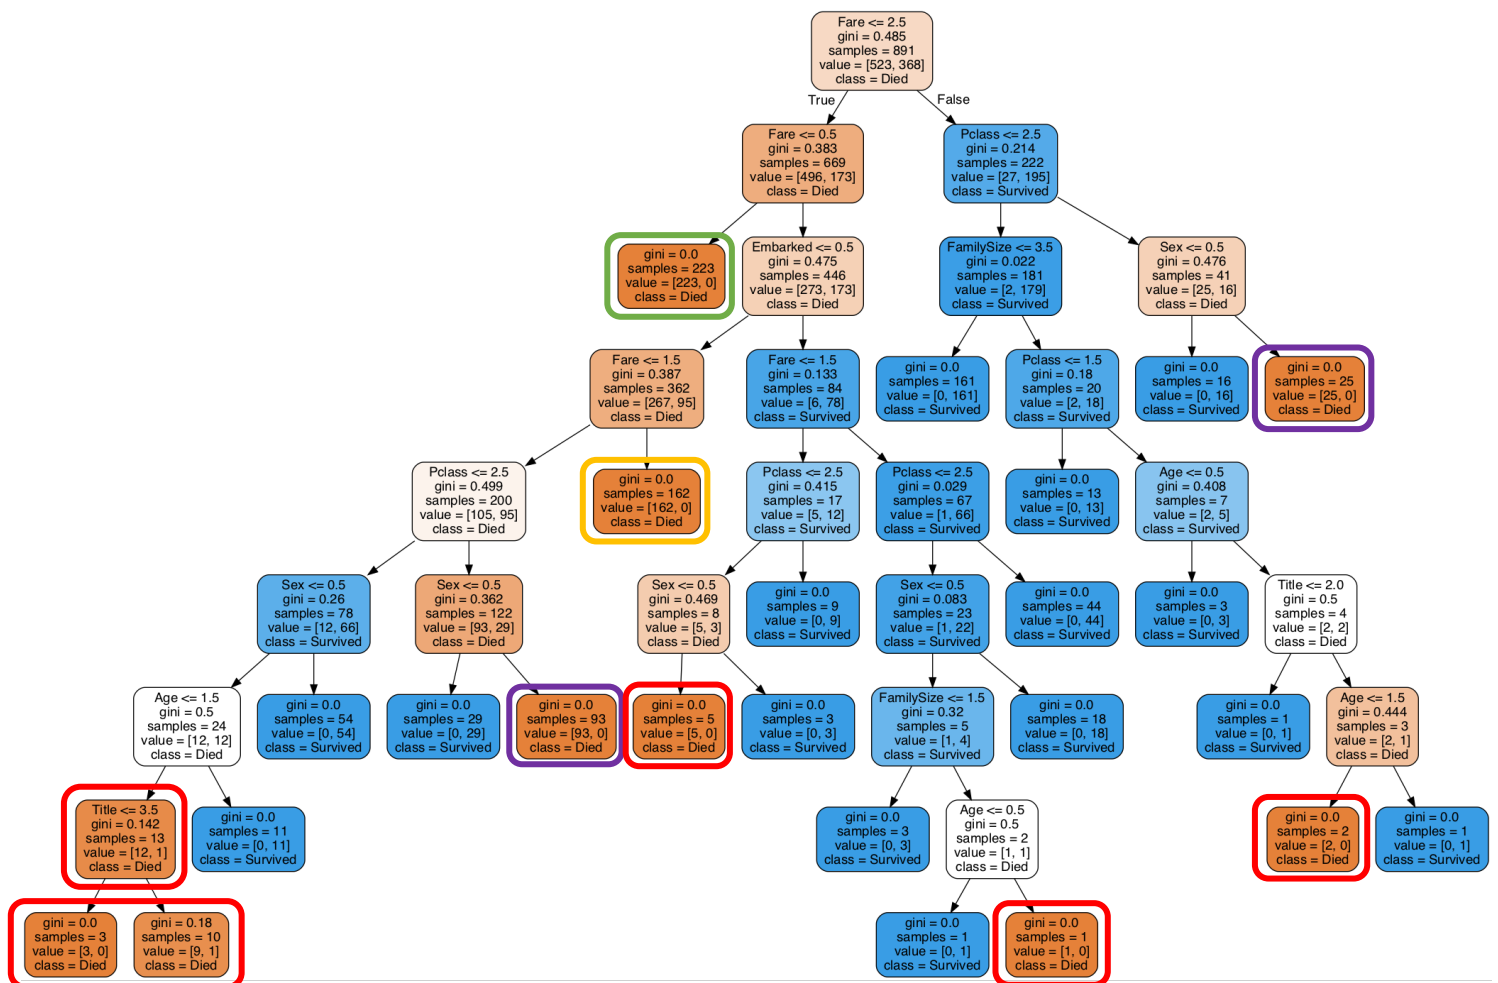 Fare <= 2.5
gini = 0.485
samples = 891
value = [523, 368]
class = Died
True
False
Fare <= 0.5
gini = 0.383
samples = 669
value = [496, 173]
class = Died
Pclass <= 2.5
gini = 0.214
samples = 222
value = [27, 195]
class = Survived
gini = 0.0
samples = 223
value = [223, 0]
class = Died
Embarked <= 0.5
gini = 0.475
samples = 446
value = [273, 173]
class = Died
FamilySize <= 3.5
gini = 0.022
samples = 181
value = [2, 179]
class = Survived
Sex <= 0.5
gini = 0.476
samples = 41
value = [25, 16]
class = Died
Fare <= 1.5
gini = 0.387
samples = 362
value = [267, 95]
class = Died
Fare <= 1.5
gini = 0.133
samples = 84
value = [6, 78]
class = Survived
gini = 0.0
samples = 161
value = [0, 161]
class = Survived
Pclass <= 1.5
gini = 0.18
samples = 20
value = [2, 18]
class = Survived
gini = 0.0
samples = 16
value = [0, 16]
class = Survived
gini = 0.0
samples = 25
value = [25, 0]
class = Died
Pclass <= 2.5
gini = 0.499
samples = 200
value = [105, 95]
class = Died
gini = 0.0
samples = 162
value = [162, 0]
class = Died
Pclass <= 2.5
gini = 0.415
samples = 17
value = [5, 12]
class = Survived
Pclass <= 2.5
gini = 0.029
samples = 67
value = [1, 66]
class = Survived
gini = 0.0
samples = 13
value = [0, 13]
class = Survived
Age <= 0.5
gini = 0.408
samples = 7
value = [2, 5]
class = Survived
Sex <= 0.5
gini = 0.26
samples = 78
value = [12, 66]
class = Survived
Sex <= 0.5
gini = 0.362
samples = 122
value = [93, 29]
class = Died
Sex <= 0.5
gini = 0.469
samples = 8
value = [5, 3]
class = Died
gini = 0.0
samples = 9
value = [0, 9]
class = Survived
Sex <= 0.5
gini = 0.083
samples = 23
value = [1, 22]
class = Survived
gini = 0.0
samples = 44
value = [0, 44]
class = Survived
gini = 0.0
samples = 3
value = [0, 3]
class = Survived
Title <= 2.0
gini = 0.5
samples = 4
value = [2, 2]
class = Died
Age <= 1.5
gini = 0.5
samples = 24
value = [12, 12]
class = Died
gini = 0.0
samples = 54
value = [0, 54]
class = Survived
gini = 0.0
samples = 29
value = [0, 29]
class = Survived
gini = 0.0
samples = 93
value = [93, 0]
class = Died
gini = 0.0
samples = 5
value = [5, 0]
class = Died
gini = 0.0
samples = 3
value = [0, 3]
class = Survived
FamilySize <= 1.5
gini = 0.32
samples = 5
value = [1, 4]
class = Survived
gini = 0.0
samples = 18
value = [0, 18]
class = Survived
gini = 0.0
samples = 1
value = [0, 1]
class = Survived
Age <= 1.5
gini = 0.444
samples = 3
value = [2, 1]
class = Died
Title <= 3.5
gini = 0.142
samples = 13
value = [12, 1]
class = Died
gini = 0.0
samples = 11
value = [0, 11]
class = Survived
gini = 0.0
samples = 3
value = [0, 3]
class = Survived
Age <= 0.5
gini = 0.5
samples = 2
value = [1, 1]
class = Died
gini = 0.0
samples = 2
value = [2, 0]
class = Died
gini = 0.0
samples = 1
value = [0, 1]
class = Survived
gini = 0.0
samples = 3
value = [3, 0]
class = Died
gini = 0.18
samples = 10
value = [9, 1]
class = Died
gini = 0.0
samples = 1
value = [0, 1]
class = Survived
gini = 0.0
samples = 1
value = [1, 0]
class = Died